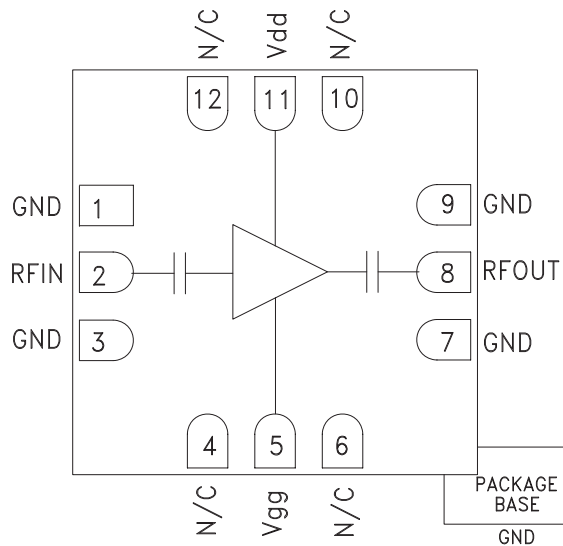 N/C Vdd N/C
12 11 10
GND 1 9 GND
RFIN 2 8 RFOUT
GND 3 7 GND
4 5 6
N/C Vgg N/C
PACKAGE
BASE
GND